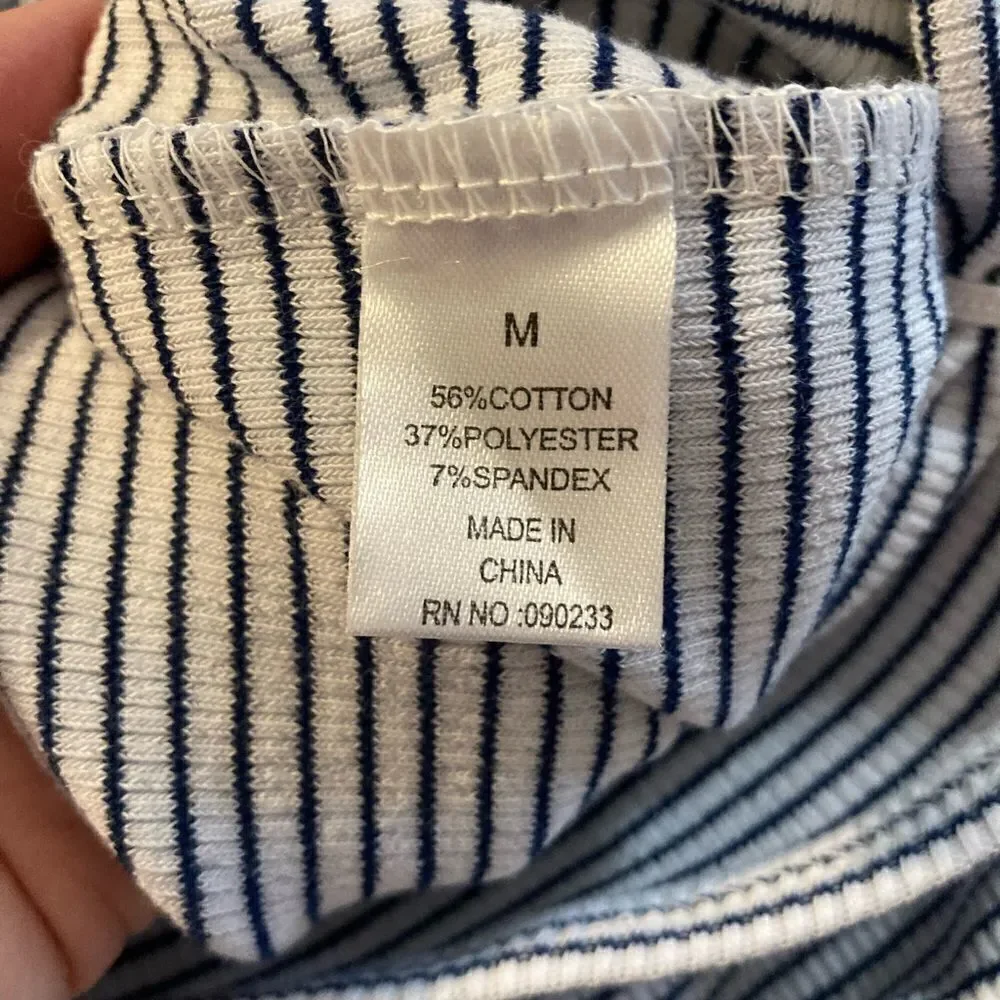 M
56%COTTON
37%POLYESTER
7%SPANDEX
MADE IN
CHINA
RN NO :090233